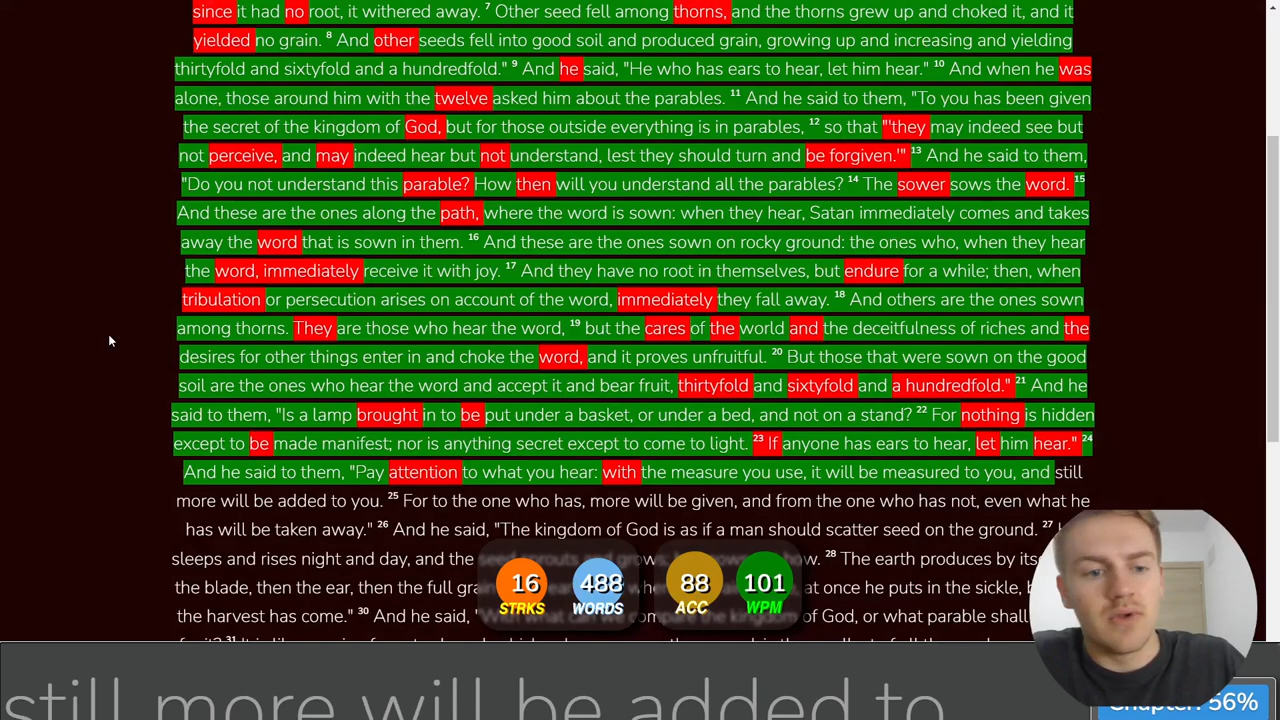 since it had no root, it withered away. 7 Other seed fell among thorns, and the thorns grew up and choked it, and it
yielded no grain. 8 And other seeds fell into good soil and produced grain, growing up and increasing and yielding
thirtyfold and sixtyfold and a hundredfold." 9 And he said, "He who has ears to hear, let him hear." 10 And when he was
alone, those around him with the twelve asked him about the parables. 11 And he said to them, "To you has been given
the secret of the kingdom of God, but for those outside everything is in parables, 12 so that "'they may indeed see but
not perceive, and may indeed hear but not understand, lest they should turn and be forgiven.'" 13 And he said to them,
"Do you not understand this parable? How then will you understand all the parables? 14 The sower sows the word. 15
And these are the ones along the path, where the word is sown: when they hear, Satan immediately comes and takes
away the word that is sown in them. 16 And these are the ones sown on rocky ground: the ones who, when they hear
the word, immediately receive it with joy. 17 And they have no root in themselves, but endure for a while; then, when
tribulation or persecution arises on account of the word, immediately they fall away. 18 And others are the ones sown
among thorns. They are those who hear the word, 19 but the cares of the world and the deceitfulness of riches and the
desires for other things enter in and choke the word, and it proves unfruitful. 20 But those that were sown on the good
soil are the ones who hear the word and accept it and bear fruit, thirtyfold and sixtyfold and a hundredfold." 21 And he
said to them, "Is a lamp brought in to be put under a basket, or under a bed, and not on a stand? 22 For nothing is hidden
except to be made manifest; nor is anything secret except to come to light. 23 If anyone has ears to hear, let him hear." 24
And he said to them, "Pay attention to what you hear: with the measure you use, it will be measured to you, and still
more will be added to you. 25 For to the one who has, more will be given, and from the one who has not, even what he
has will be taken away." 26 And he said, "The kingdom of God is as if a man should scatter seed on the ground. 27
sleeps and rises night and day, and the seed sprouts and grows 28 The earth produces by
the blade, then the ear, then the full at once he puts in the sickle,
the harvest has come." 30 And he said, kingdom of God, or what parable shall
16 STRKS
488 WORDS
88 ACC
101 WPM
still more will be added to
Chapter: 56%